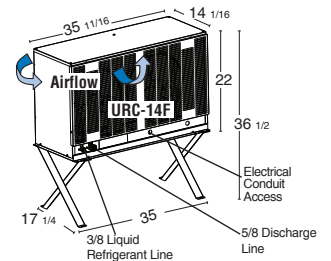 35 11/16
14 1/16
Airflow
URC-14F
22
36 1/2
Electrical
Conduit
Access
17 1/4
35
5/8 Discharge
Line
3/8 Liquid
Refrigerant Line